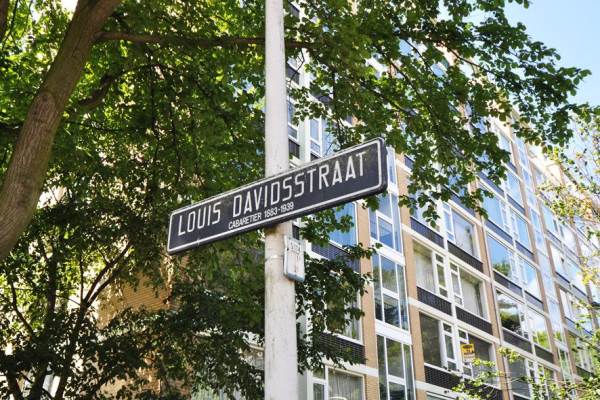 LOUIS DAVIDSSTRAAT
CABARETIER 1883-1939